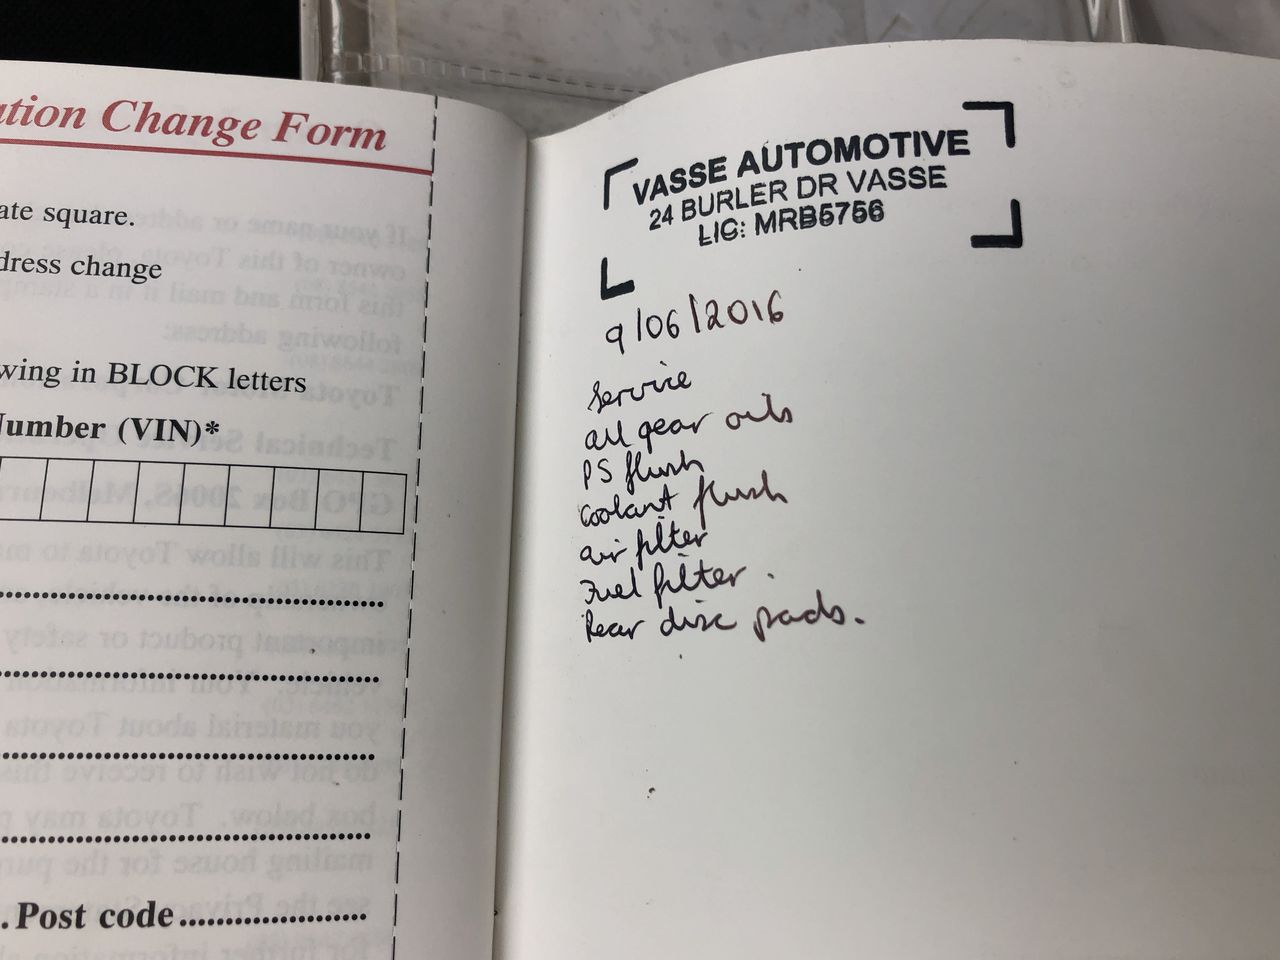 ation Change Form
ate square.
dress change
wing in BLOCK letters
Number (VIN)*
.Post code
VASSE AUTOMOTIVE
24 BURLER DR VASSE
LIC: MRB5756
9/06/2016
Service
all gear oils
PS flush
Coolant flush
air filter
Fuel filter.
Rear disc pads.